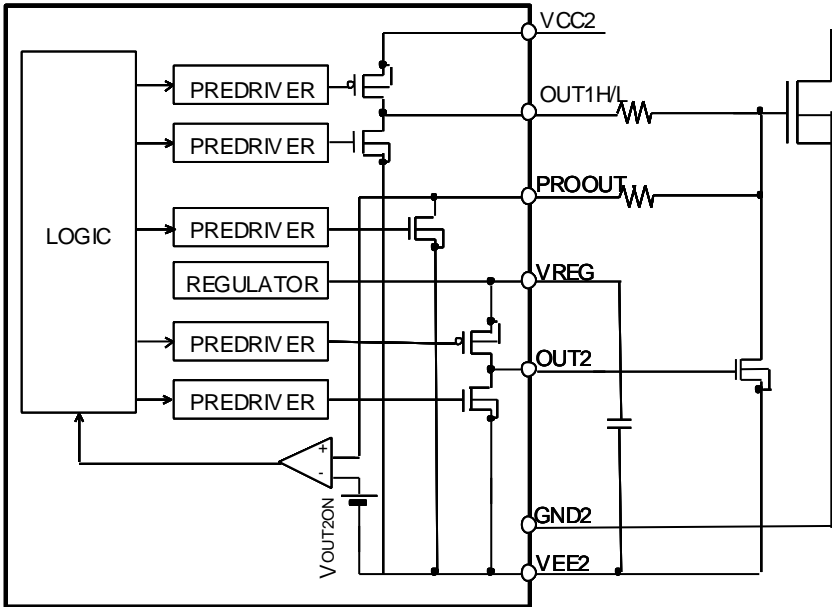 VCC2
PREDRIVER
OUT1H/L
PREDRIVER
PROOUT
LOGIC
PREDRIVER
REGULATOR
VREG
PREDRIVER
OUT2
PREDRIVER
+
-
VOUT2ON
GND2
VEE2